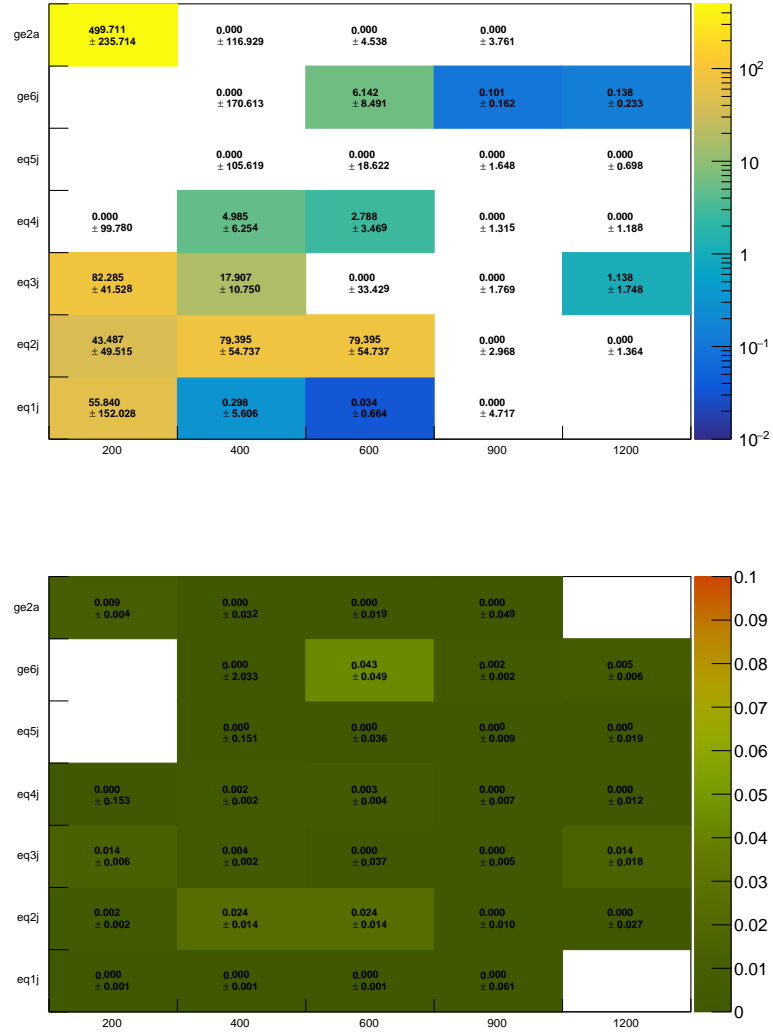 ge2a 499.711 0.000 0.000 0.000
± 235.714 ± 116.929 ± 4.538 ± 3.761
10²
ge6j 0.000 6.142 0.101 0.138
± 170.613 ± 8.491 ± 0.162 ± 0.233
10
eq5j 0.000 0.000 0.000 0.000
± 105.619 ± 18.622 ± 1.648 ± 0.698
eq4j 0.000 4.985 2.788 0.000 0.000
± 99.780 ± 6.254 ± 3.469 ± 1.315 ± 1.188
1
eq3j 82.285 17.907 0.000 0.000 1.138
± 41.528 ± 10.750 ± 33.429 ± 1.769 ± 1.748
eq2j 43.487 79.395 79.395 0.000 0.000
± 49.515 ± 54.737 ± 54.737 ± 2.968 ± 1.364
10⁻¹
eq1j 55.840 0.298 0.034 0.000
± 152.028 ± 5.606 ± 0.664 ± 4.717
10⁻²
200 400 600 900 1200
0.1
ge2a 0.009 0.000 0.000 0.000
± 0.004 ± 0.032 ± 0.019 ± 0.049
0.09
0.08
ge6j 0.000 0.043 0.002 0.005
± 2.033 ± 0.049 ± 0.002 ± 0.006
0.07
eq5j 0.000 0.000 0.000 0.000
± 0.151 ± 0.036 ± 0.009 ± 0.019
0.06
0.05
eq4j 0.000 0.002 0.003 0.000 0.000
± 0.153 ± 0.002 ± 0.004 ± 0.007 ± 0.012
0.04
eq3j 0.014 0.004 0.000 0.000 0.014
± 0.006 ± 0.002 ± 0.037 ± 0.005 ± 0.018
0.03
eq2j 0.002 0.024 0.024 0.000 0.000
± 0.002 ± 0.014 ± 0.014 ± 0.010 ± 0.027
0.02
0.01
eq1j 0.000 0.000 0.000 0.000
± 0.001 ± 0.001 ± 0.001 ± 0.061
0
200 400 600 900 1200